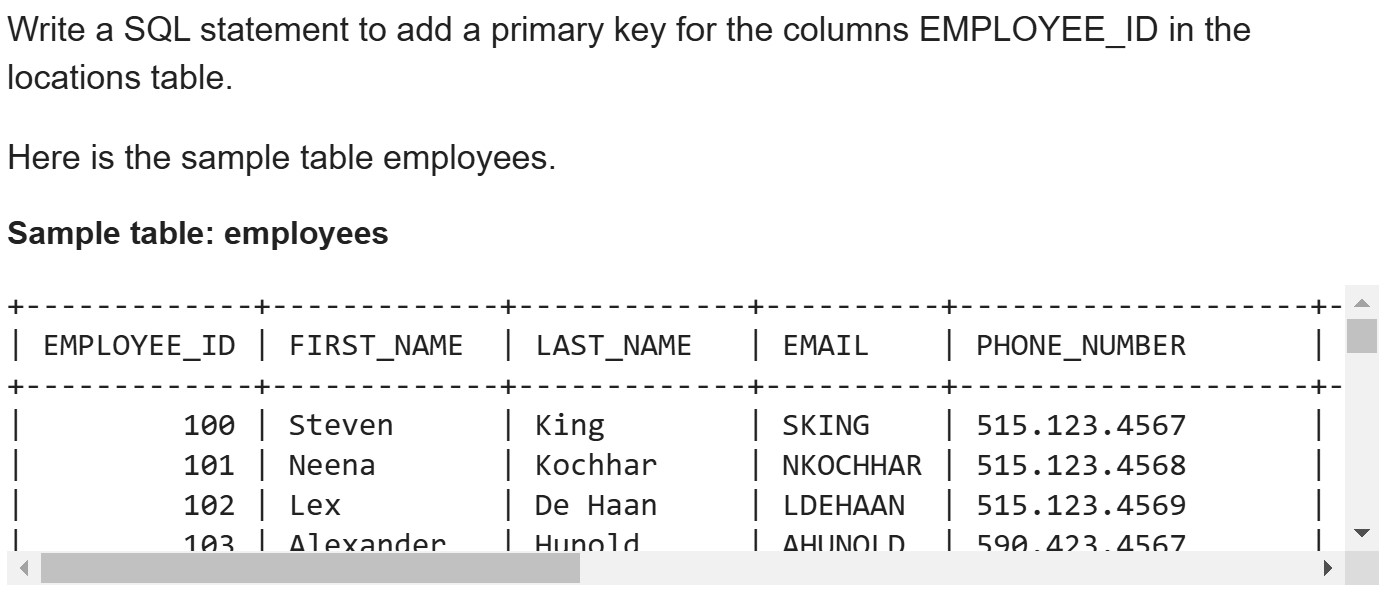 Write a SQL statement to add a primary key for the columns EMPLOYEE_ID in the
locations table.
Here is the sample table employees.
Sample table: employees
+-------------+-------------+-------------+----------+--------------------+-
| EMPLOYEE_ID | FIRST_NAME  | LAST_NAME   | EMAIL    | PHONE_NUMBER       |
+-------------+-------------+-------------+----------+--------------------+-
|         100 | Steven      | King        | SKING    | 515.123.4567       |
|         101 | Neena       | Kochhar     | NKOCHHAR | 515.123.4568       |
|         102 | Lex         | De Haan     | LDEHAAN  | 515.123.4569       |
|         103 | Alexander   | Hunold      | AHUNOLD  | 590.423.4567       |